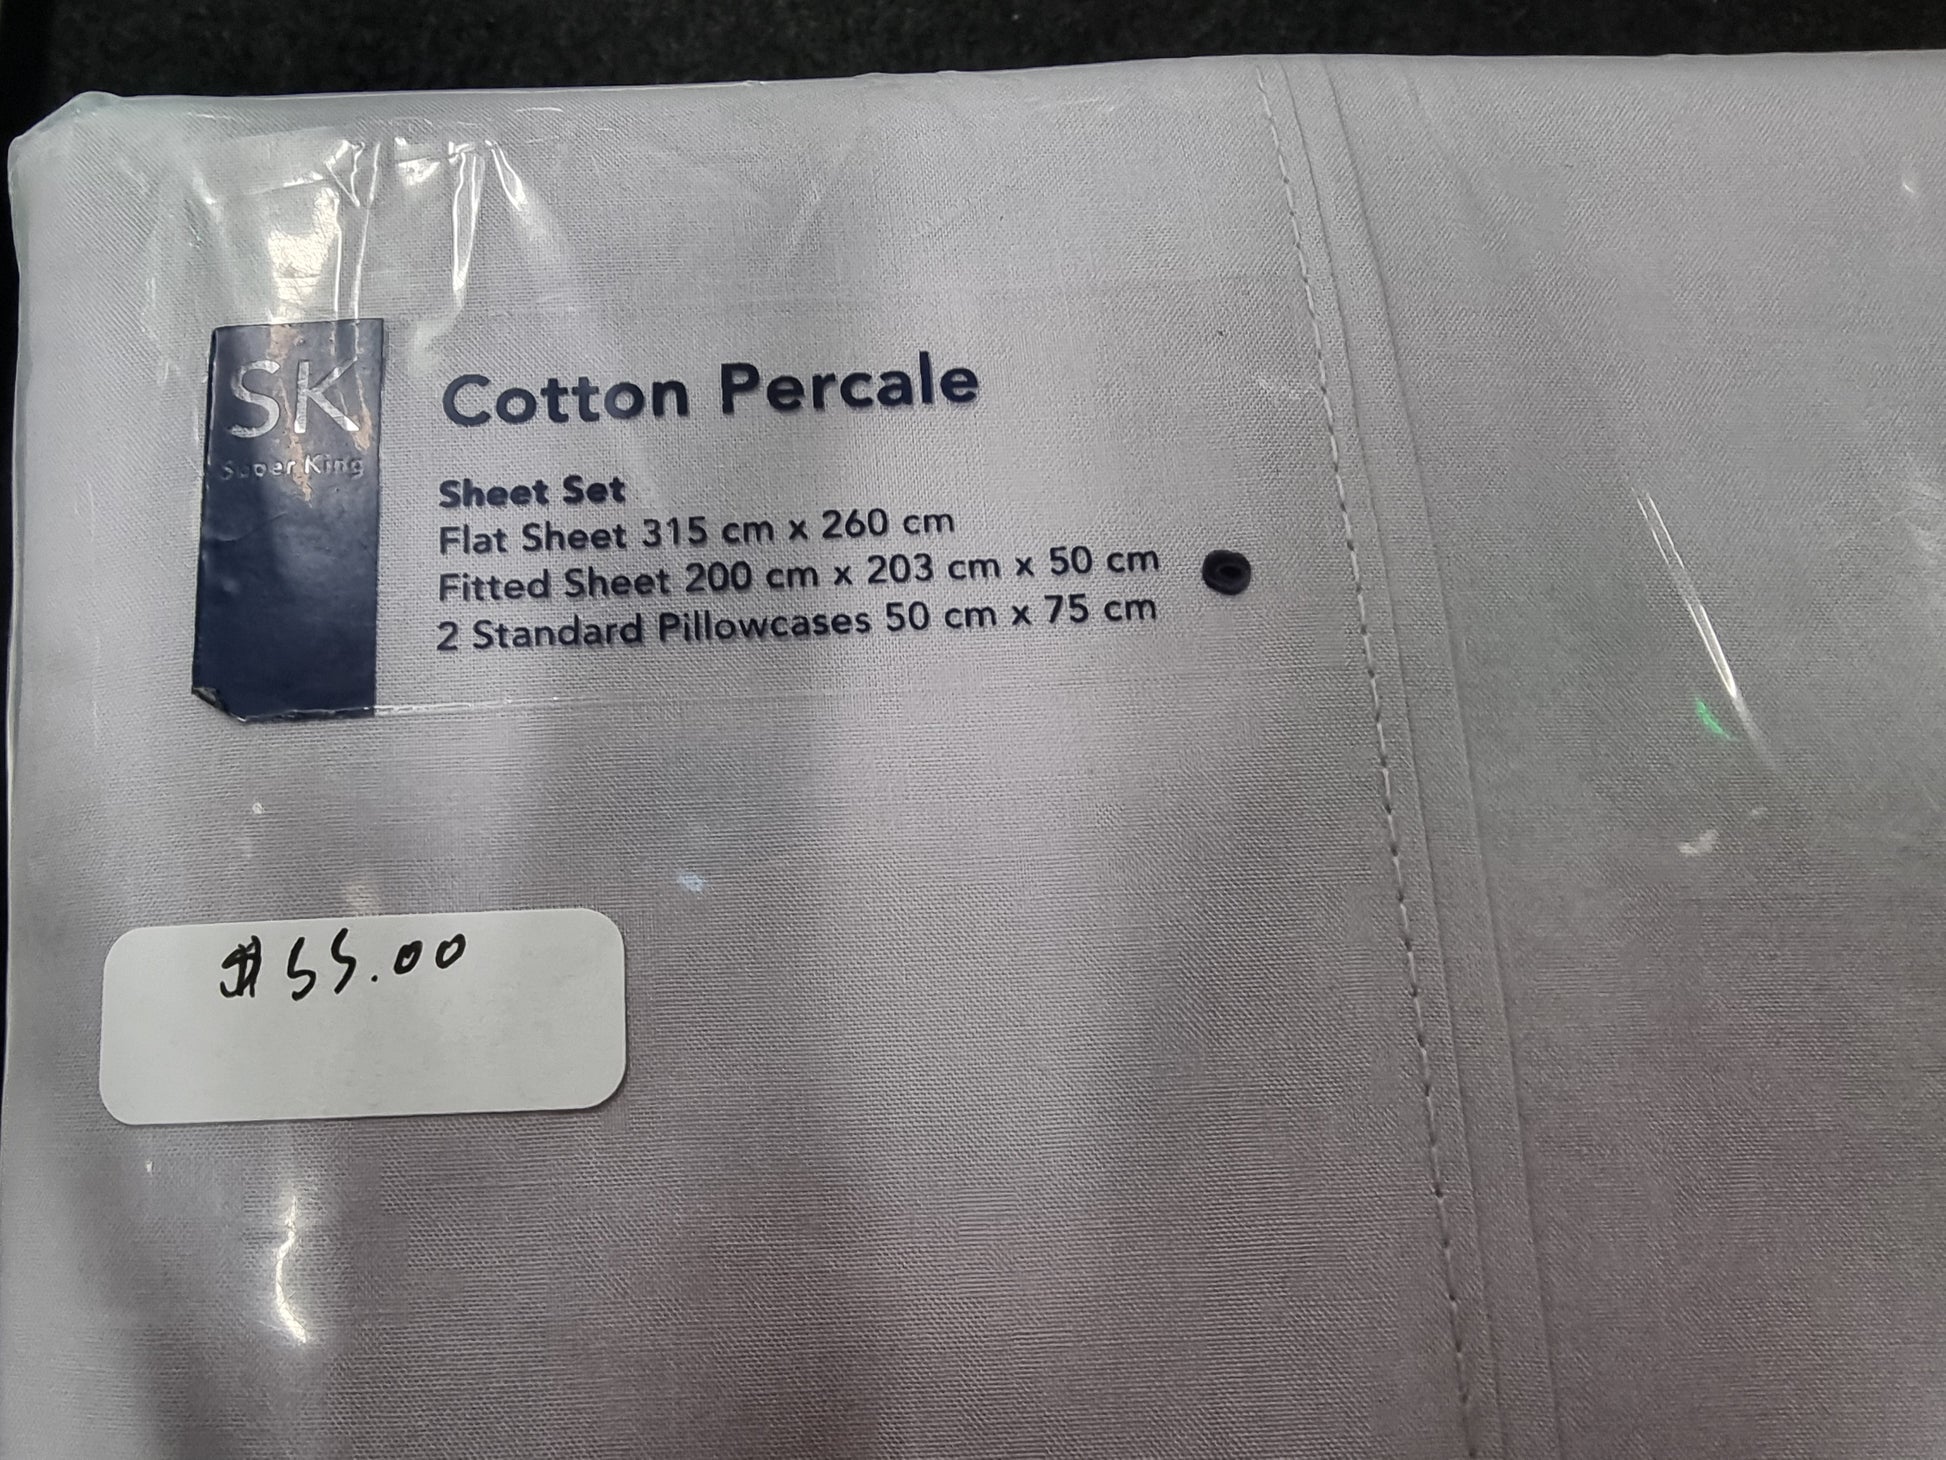 SK
Super King
Cotton Percale
Sheet Set
Flat Sheet 315 cm x 260 cm
Fitted Sheet 200 cm x 203 cm x 50 cm
2 Standard Pillowcases 50 cm x 75 cm
$55.00